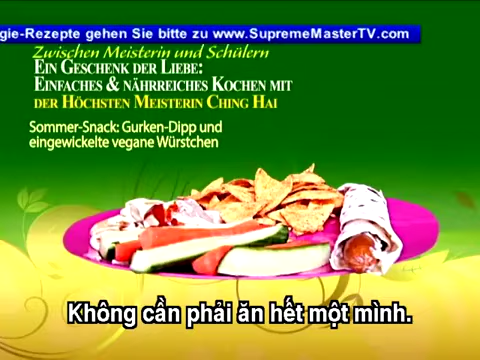 gie-Rezepte gehen Sie bitte zu www.SupremeMasterTV.com
Zwischen Meisterin und Schülern
EIN GESCHENK DER LIEBE:
EINFACHES & NÄHRREICHES KOCHEN MIT
DER HÖCHSTEN MEISTERIN CHING HAI
Sommer-Snack: Gurken-Dipp und
eingewickelte vegane Würstchen
Không cần phải ăn hết một mình.